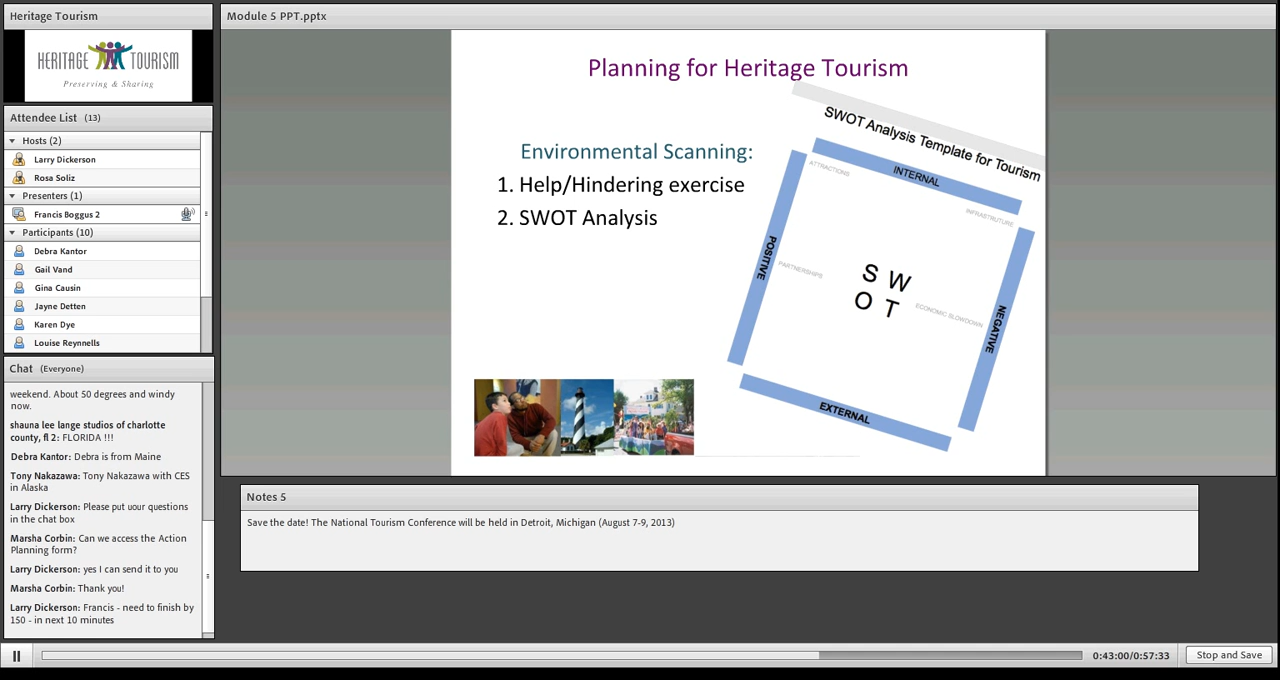 Heritage Tourism
HERITAGE TOURISM
Preserving & Sharing
Attendee List (13)
Hosts (2)
Larry Dickerson
Rosa Soliz
Presenters (1)
Francis Boggus 2
Participants (10)
Debra Kantor
Gail Vand
Gina Causin
Jayne Detten
Karen Dye
Louise Reynnells
Chat (Everyone)
weekend. About 50 degrees and windy
now.
shauna lee lange studios of charlotte
county, fl 2: FLORIDA !!!
Debra Kantor: Debra is from Maine
Tony Nakazawa: Tony Nakazawa with CES
in Alaska
Larry Dickerson: Please put uour questions
in the chat box
Marsha Corbin: Can we access the Action
Planning form?
Larry Dickerson: yes I can send it to you
Marsha Corbin: Thank you!
Larry Dickerson: Francis - need to finish by
150 - in next 10 minutes
Module 5 PPT.pptx
Planning for Heritage Tourism
Environmental Scanning:
1. Help/Hindering exercise
2. SWOT Analysis
SWOT Analysis Template for Tourism
INTERNAL
ATTRACTIONS
INFRASTRUTURE
POSITIVE
PARTNERSHIPS
S W
O T
ECONOMIC SLOWDOWN
NEGATIVE
EXTERNAL
Notes 5
Save the date! The National Tourism Conference will be held in Detroit, Michigan (August 7-9, 2013)
0:43:00/0:57:33
Stop and Save